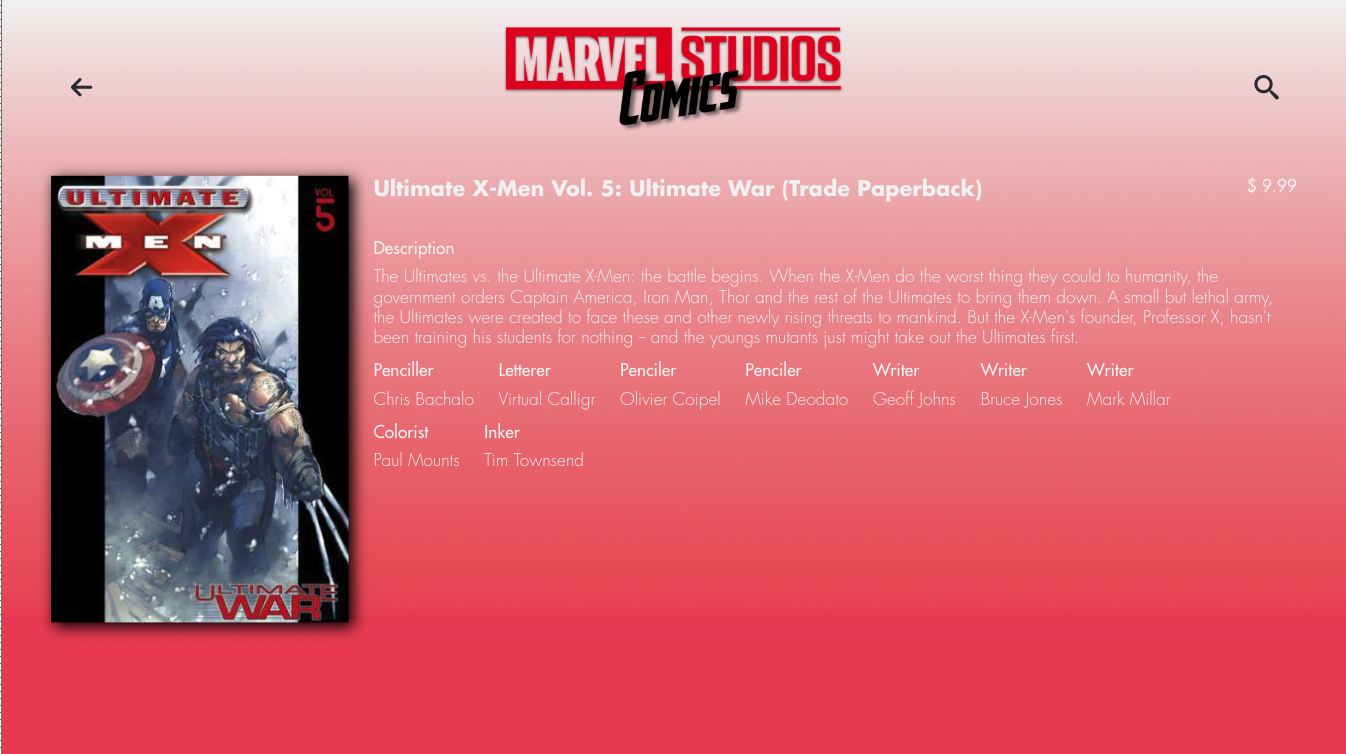 MARVEL STUDIOS
COMICS
ULTIMATE
X
MEN
VOL
5
ULTIMATE
WAR
Ultimate X-Men Vol. 5: Ultimate War (Trade Paperback)
$ 9.99
Description
The Ultimates vs. the Ultimate X-Men: the battle begins. When the X-Men do the worst thing they could to humanity, the
government orders Captain America, Iron Man, Thor and the rest of the Ultimates to bring them down. A small but lethal army,
the Ultimates were created to face these and other newly rising threats to mankind. But the X-Men's founder, Professor X, hasn't
been training his students for nothing – and the youngs mutants just might take out the Ultimates first.
Penciller Letterer Penciler Penciler Writer Writer Writer
Chris Bachalo Virtual Calligr Olivier Coipel Mike Deodato Geoff Johns Bruce Jones Mark Millar
Colorist Inker
Paul Mounts Tim Townsend